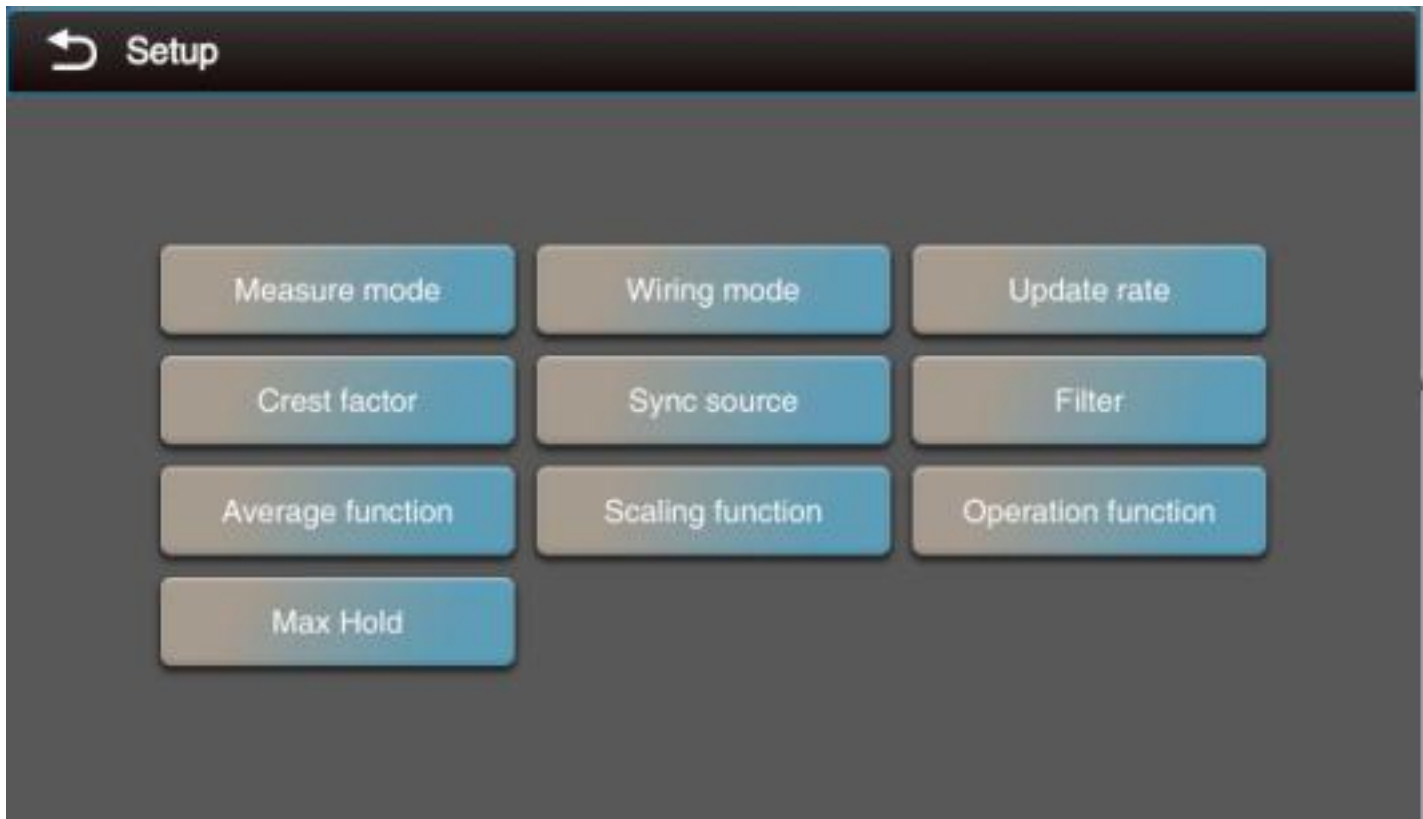 Setup
Measure mode
Wiring mode
Update rate
Crest factor
Sync source
Filter
Average function
Scaling function
Operation function
Max Hold